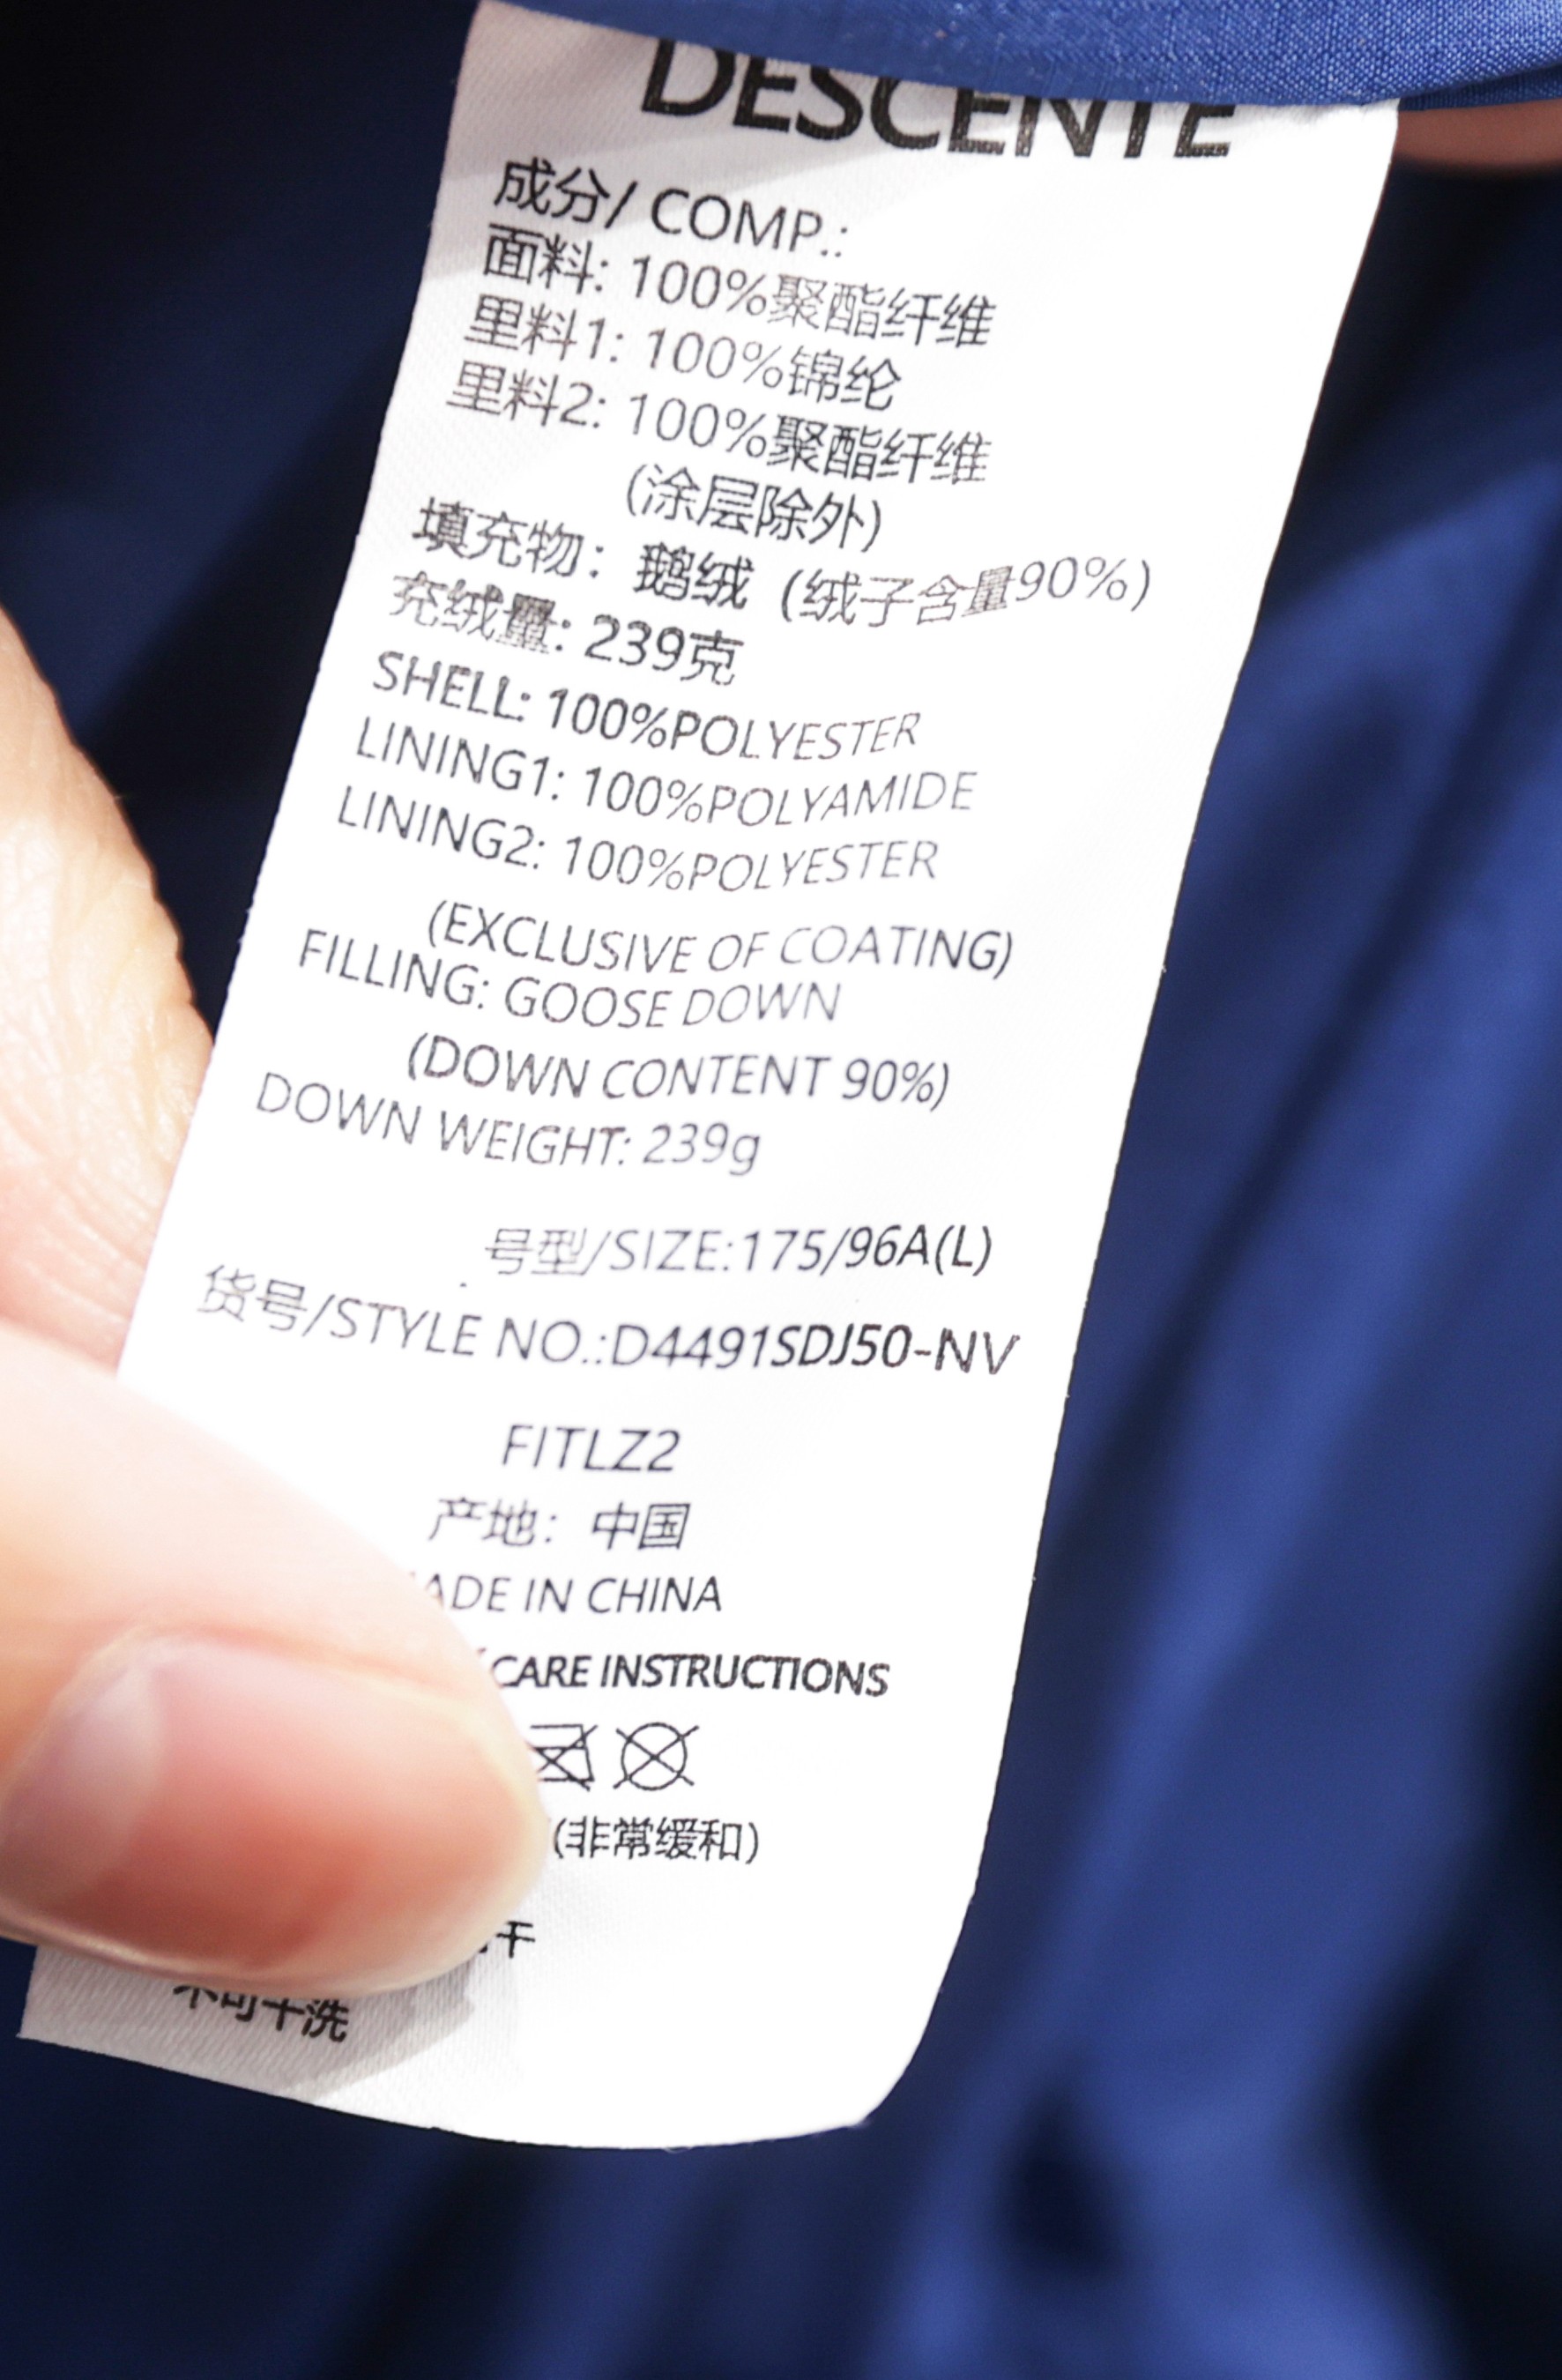 DESCENTE
成分/ COMP.:
面料: 100%聚酯纤维
里料1: 100%锦纶
里料2: 100%聚酯纤维
(涂层除外)
填充物: 鹅绒 (绒子含量90%)
充绒量: 239克
SHELL: 100%POLYESTER
LINING1: 100%POLYAMIDE
LINING2: 100%POLYESTER
(EXCLUSIVE OF COATING)
FILLING: GOOSE DOWN
(DOWN CONTENT 90%)
DOWN WEIGHT: 239g
号型/SIZE:175/96A(L)
货号/STYLE NO.:D4491SDJ50-NV
FITLZ2
产地: 中国
ADE IN CHINA
CARE INSTRUCTIONS
(非常缓和)
干
不可干洗